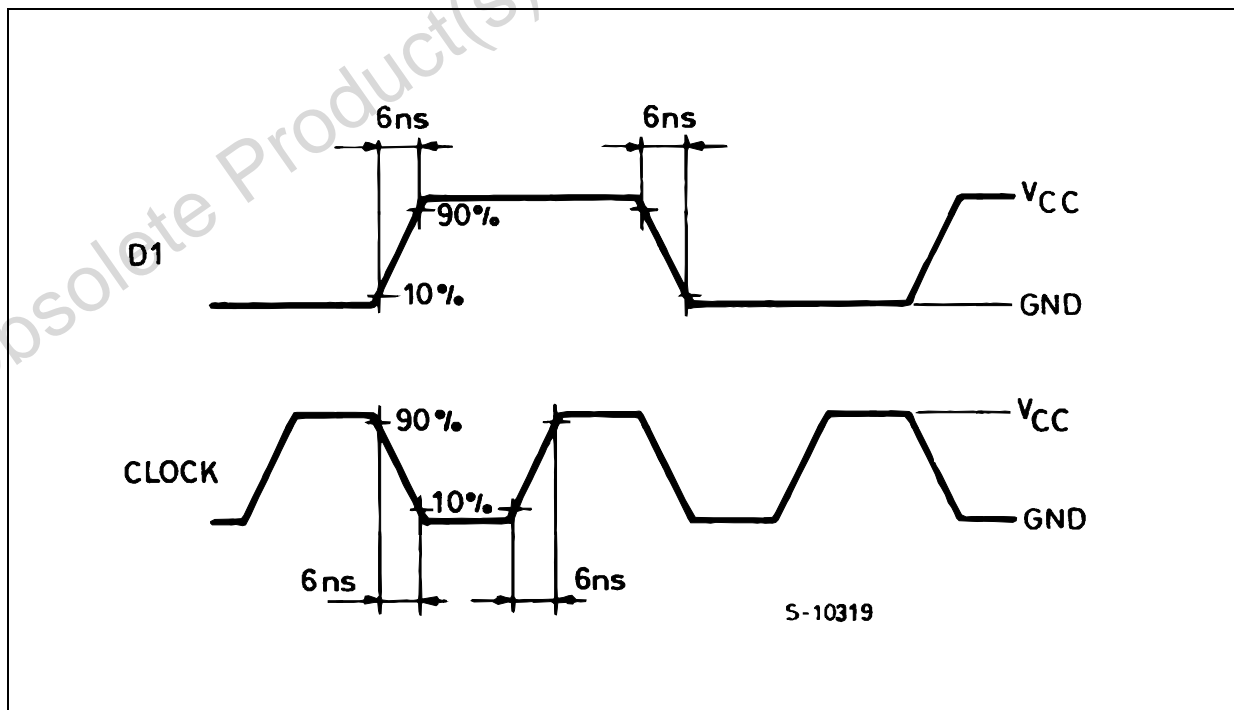 6ns 6ns
VCC
90%
D1
10%
GND
VCC
90%
CLOCK
10%
GND
6ns 6ns
S-10319
Obsolete Product(s)